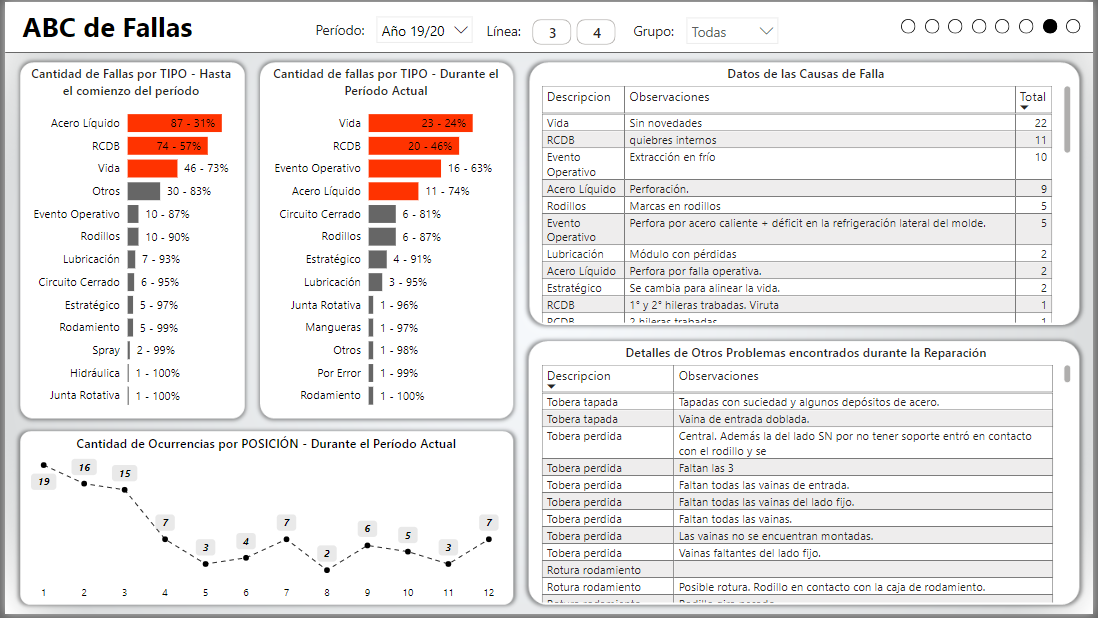 ABC de Fallas
Período: Año 19/20 Línea: 3 4 Grupo: Todas
Cantidad de Fallas por TIPO - Hasta
el comienzo del período
Acero Líquido 87 - 31%
RCDB 74 - 57%
Vida 46 - 73%
Otros 30 - 83%
Evento Operativo 10 - 87%
Rodillos 10 - 90%
Lubricación 7 - 93%
Circuito Cerrado 6 - 95%
Estratégico 5 - 97%
Rodamiento 5 - 99%
Spray 2 - 99%
Hidráulica 1 - 100%
Junta Rotativa 1 - 100%
Cantidad de fallas por TIPO - Durante el
Período Actual
Vida 23 - 24%
RCDB 20 - 46%
Evento Operativo 16 - 63%
Acero Líquido 11 - 74%
Circuito Cerrado 6 - 81%
Rodillos 6 - 87%
Estratégico 4 - 91%
Lubricación 3 - 95%
Junta Rotativa 1 - 96%
Mangueras 1 - 97%
Otros 1 - 98%
Por Error 1 - 99%
Rodamiento 1 - 100%
Cantidad de Ocurrencias por POSICIÓN - Durante el Período Actual
19 16 15 7 3 4 7 2 6 5 3 7
1 2 3 4 5 6 7 8 9 10 11 12
Datos de las Causas de Falla
Descripcion Observaciones Total
Vida Sin novedades 22
RCDB quiebres internos 11
Evento Extracción en frío 10
Operativo
Acero Líquido Perforación. 9
Rodillos Marcas en rodillos 5
Evento Perfora por acero caliente + déficit en la refrigeración lateral del molde. 5
Operativo
Lubricación Módulo con pérdidas 2
Acero Líquido Perfora por falla operativa. 2
Estratégico Se cambia para alinear la vida. 2
RCDB 1° y 2° hileras trabadas. Viruta 1
RCDB 2 hileras trabadas 1
Detalles de Otros Problemas encontrados durante la Reparación
Descripcion Observaciones
Tobera tapada Tapadas con suciedad y algunos depósitos de acero.
Tobera tapada Vaina de entrada doblada.
Tobera perdida Central. Además la del lado SN por no tener soporte entró en contacto
con el rodillo y se
Tobera perdida Faltan las 3
Tobera perdida Faltan todas las vainas de entrada.
Tobera perdida Faltan todas las vainas del lado fijo.
Tobera perdida Faltan todas las vainas.
Tobera perdida Las vainas no se encuentran montadas.
Tobera perdida Vainas faltantes del lado fijo.
Rotura rodamiento
Rotura rodamiento Posible rotura. Rodillo en contacto con la caja de rodamiento.
Rotura rodamiento Rodillo gira pesado